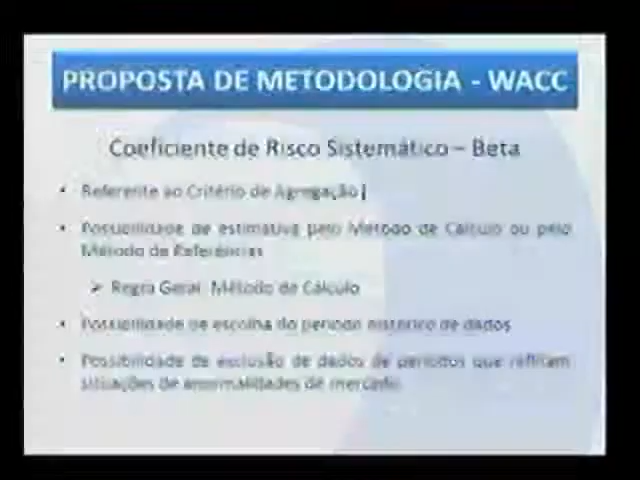 PROPOSTA DE METODOLOGIA - WACC
Coeficiente de Risco Sistemático – Beta
• Referente ao Critério de Agregação
• Possibilidade de estimativa pelo Método de Cálculo ou pelo
Método de Referências
➢ Regra Geral: Método de Cálculo
• Possibilidade de escolha do período histórico de dados
• Possibilidade de exclusão de dados de períodos que reflitam
situações de anormalidades de mercado